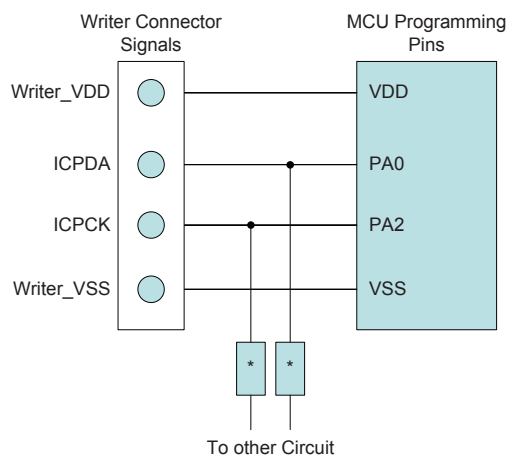 Writer Connector
Signals
MCU Programming
Pins
Writer_VDD
VDD
ICPDA
PA0
ICPCK
PA2
Writer_VSS
VSS
* *
To other Circuit